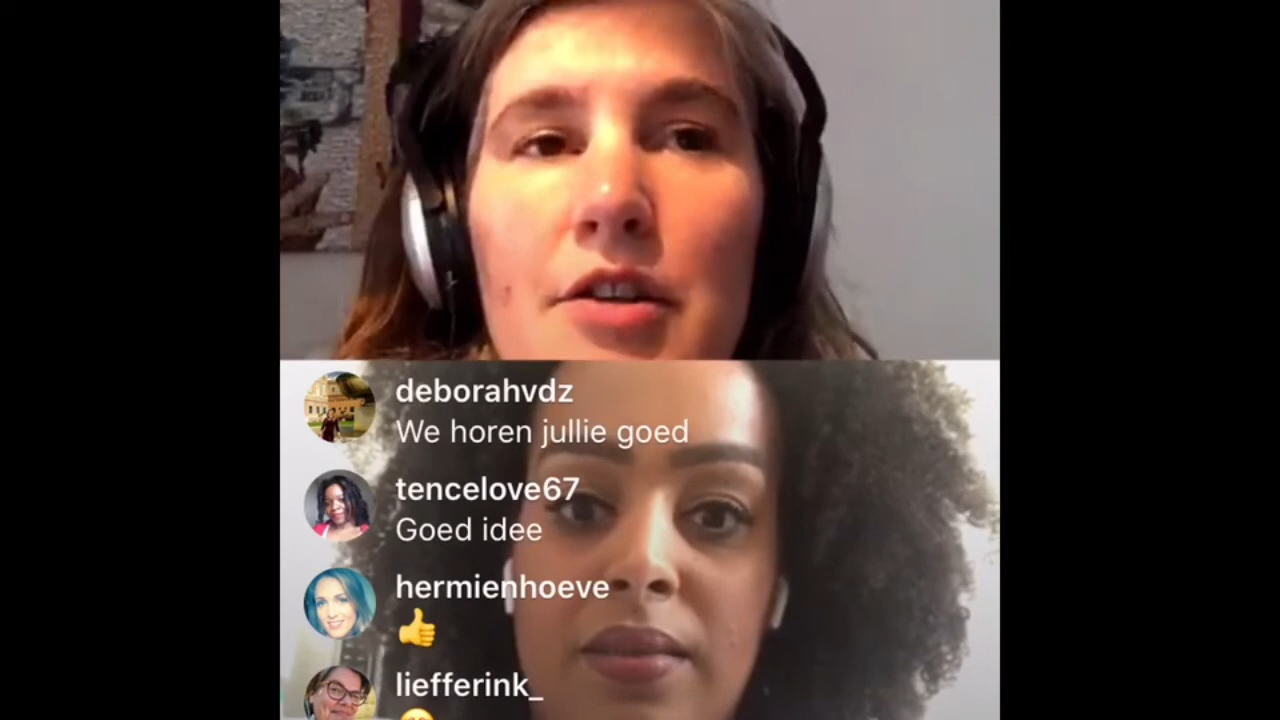 deborahvdz
We horen jullie goed
tencelove67
Goed idee
hermienhoeve
👍
liefferink_